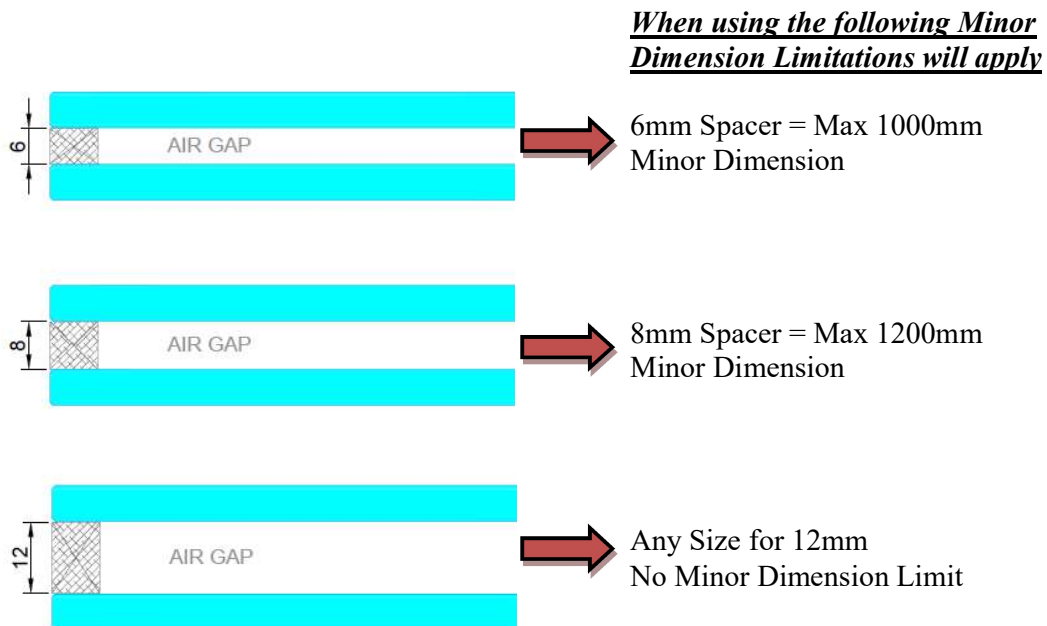 When using the following Minor
Dimension Limitations will apply
6
AIR GAP
6mm Spacer = Max 1000mm
Minor Dimension
8
AIR GAP
8mm Spacer = Max 1200mm
Minor Dimension
12
AIR GAP
Any Size for 12mm
No Minor Dimension Limit